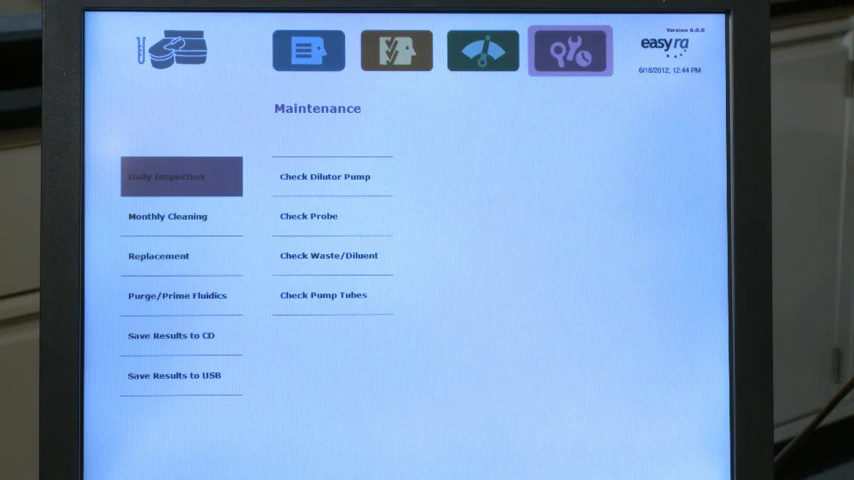 Version 6.0.0
easyra
6/18/2012, 12:44 PM
Maintenance
Daily Inspection
Monthly Cleaning
Replacement
Purge/Prime Fluidics
Save Results to CD
Save Results to USB
Check Dilutor Pump
Check Probe
Check Waste/Diluent
Check Pump Tubes